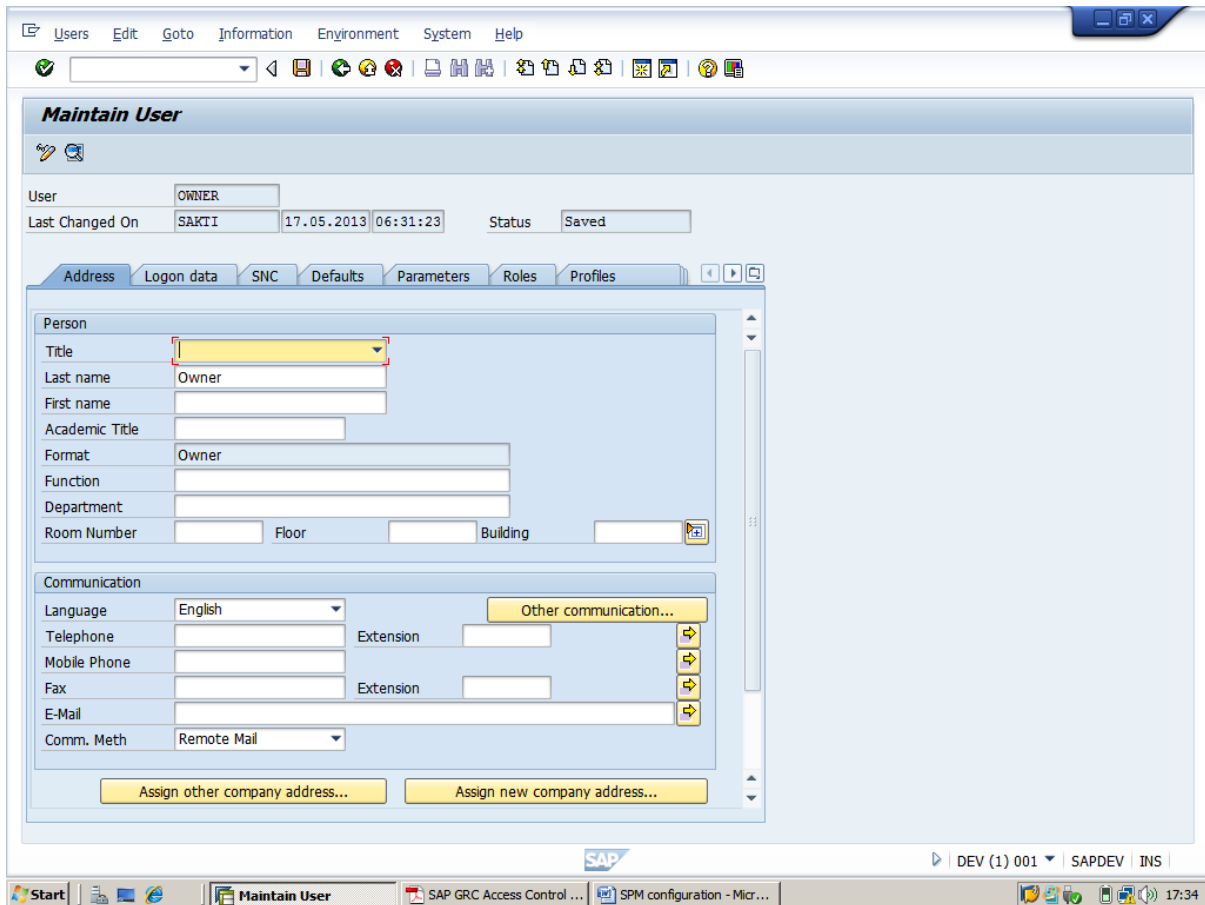 Users Edit Goto Information Environment System Help
Maintain User
User OWNER
Last Changed On SAKTI 17.05.2013 06:31:23 Status Saved
Address Logon data SNC Defaults Parameters Roles Profiles
Person
Title
Last name Owner
First name
Academic Title
Format Owner
Function
Department
Room Number Floor Building
Communication
Language English Other communication...
Telephone Extension
Mobile Phone
Fax Extension
E-Mail
Comm. Meth Remote Mail
Assign other company address... Assign new company address...
SAP DEV (1) 001 SAPDEV INS
Start Maintain User SAP GRC Access Control ... SPM configuration - Micr... 17:34